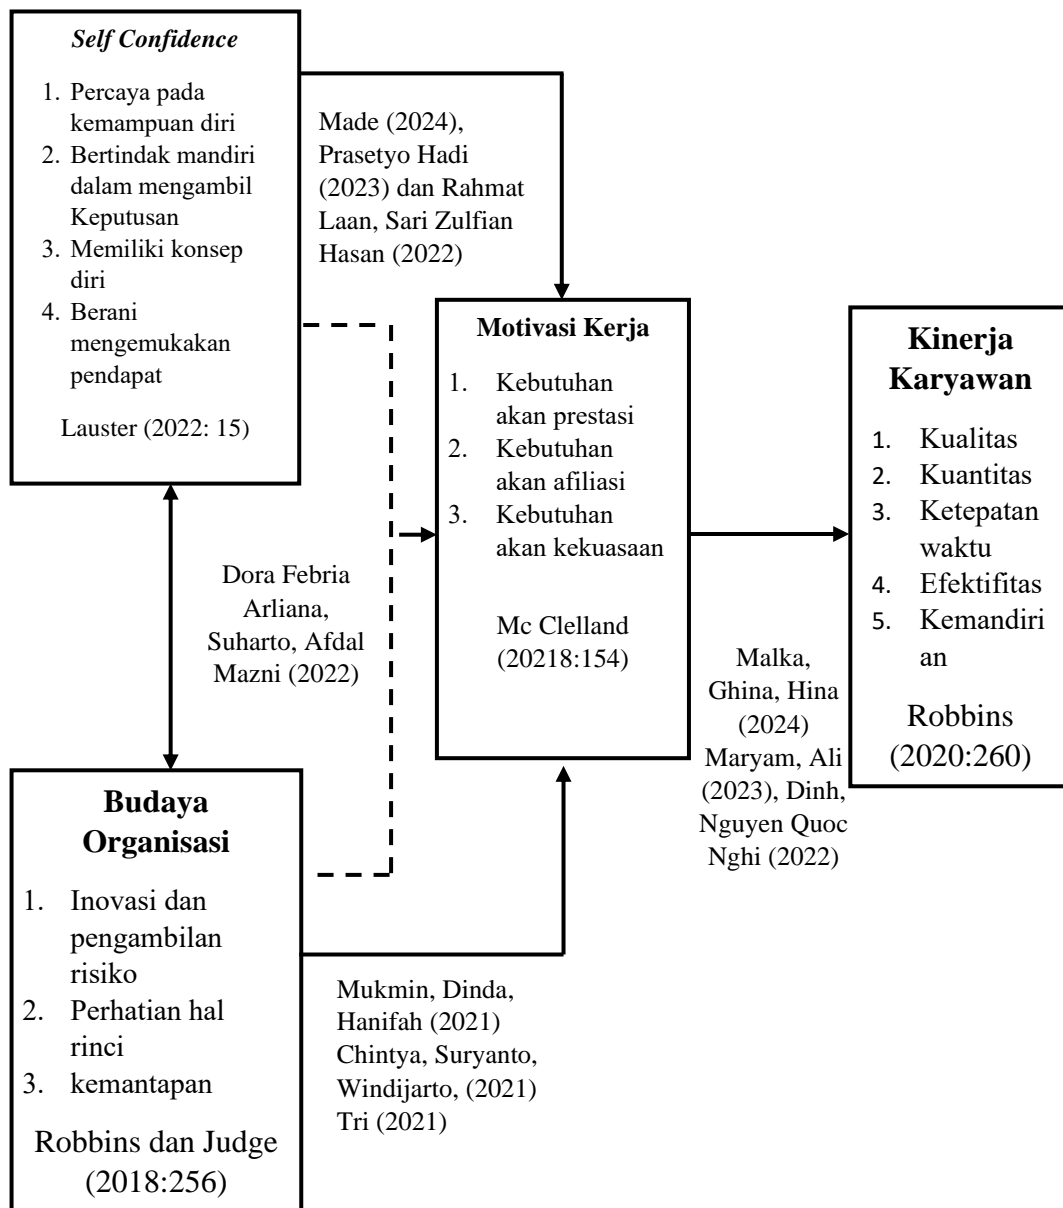 Self Confidence
1. Percaya pada
kemampuan diri
2. Bertindak mandiri
dalam mengambil
Keputusan
3. Memiliki konsep
diri
4. Berani
mengemukakan
pendapat
Lauster (2022: 15)
Made (2024),
Prasetyo Hadi
(2023) dan Rahmat
Laan, Sari Zulfian
Hasan (2022)
Motivasi Kerja
1. Kebutuhan
akan prestasi
2. Kebutuhan
akan afiliasi
3. Kebutuhan
akan kekuasaan
Mc Clelland
(20218:154)
Kinerja
Karyawan
1. Kualitas
2. Kuantitas
3. Ketepatan
waktu
4. Efektifitas
5. Kemandiri
an
Robbins
(2020:260)
Dora Febria
Arliana,
Suharto, Afdal
Mazni (2022)
Malka,
Ghina, Hina
(2024)
Maryam, Ali
(2023), Dinh,
Nguyen Quoc
Nghi (2022)
Budaya
Organisasi
1. Inovasi dan
pengambilan
risiko
2. Perhatian hal
rinci
3. kemantapan
Robbins dan Judge
(2018:256)
Mukmin, Dinda,
Hanifah (2021)
Chintya, Suryanto,
Windijarto, (2021)
Tri (2021)